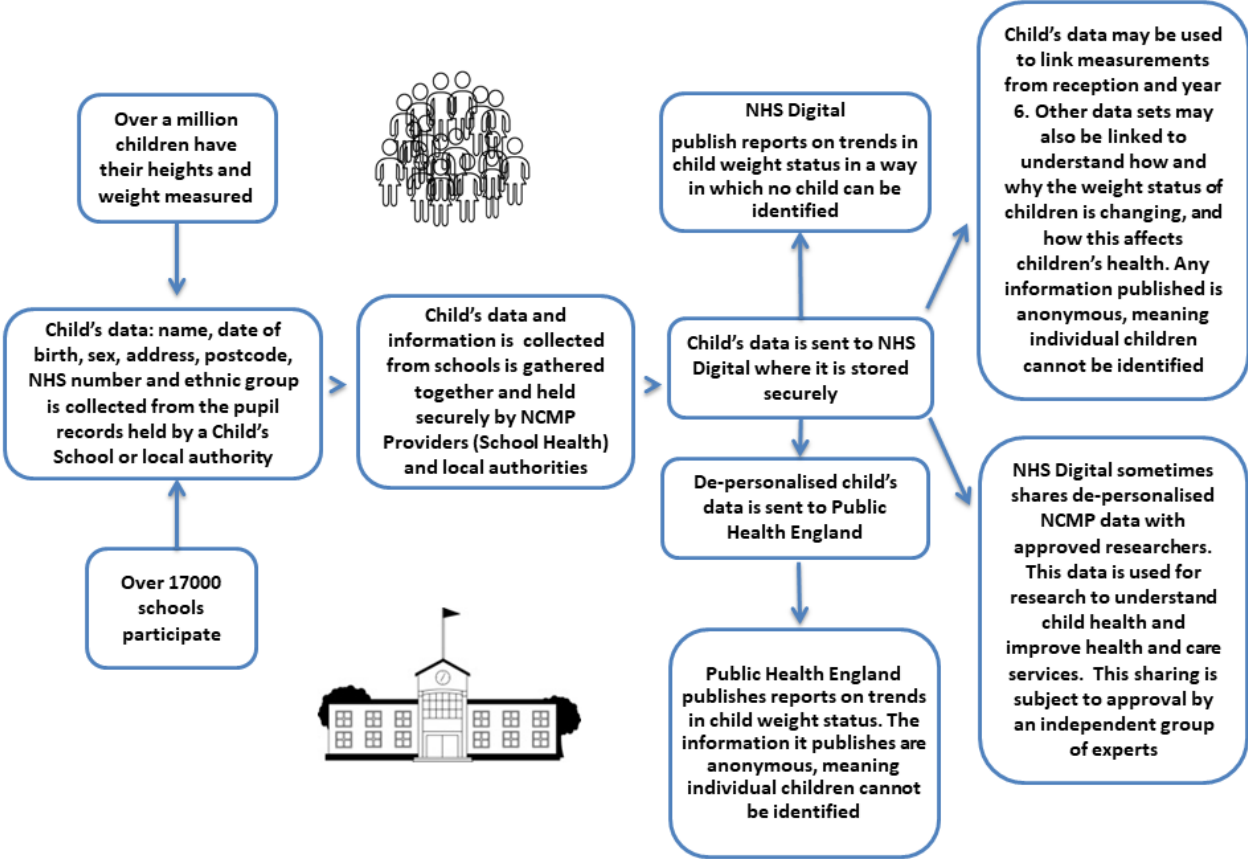 Over a million
children have
their heights and
weight measured
Child's data: name, date of
birth, sex, address, postcode,
NHS number and ethnic group
is collected from the pupil
records held by a Child's
School or local authority
Over 17000
schools
participate
Child's data and
information is collected
from schools is gathered
together and held
securely by NCMP
Providers (School Health)
and local authorities
NHS Digital
publish reports on trends in
child weight status in a way
in which no child can be
identified
Child's data is sent to NHS
Digital where it is stored
securely
De-personalised child's
data is sent to Public
Health England
Public Health England
publishes reports on trends
in child weight status. The
information it publishes are
anonymous, meaning
individual children cannot
be identified
Child's data may be used
to link measurements
from reception and year
6. Other data sets may
also be linked to
understand how and
why the weight status of
children is changing, and
how this affects
children's health. Any
information published is
anonymous, meaning
individual children
cannot be identified
NHS Digital sometimes
shares de-personalised
NCMP data with
approved researchers.
This data is used for
research to understand
child health and
improve health and care
services. This sharing is
subject to approval by
an independent group
of experts